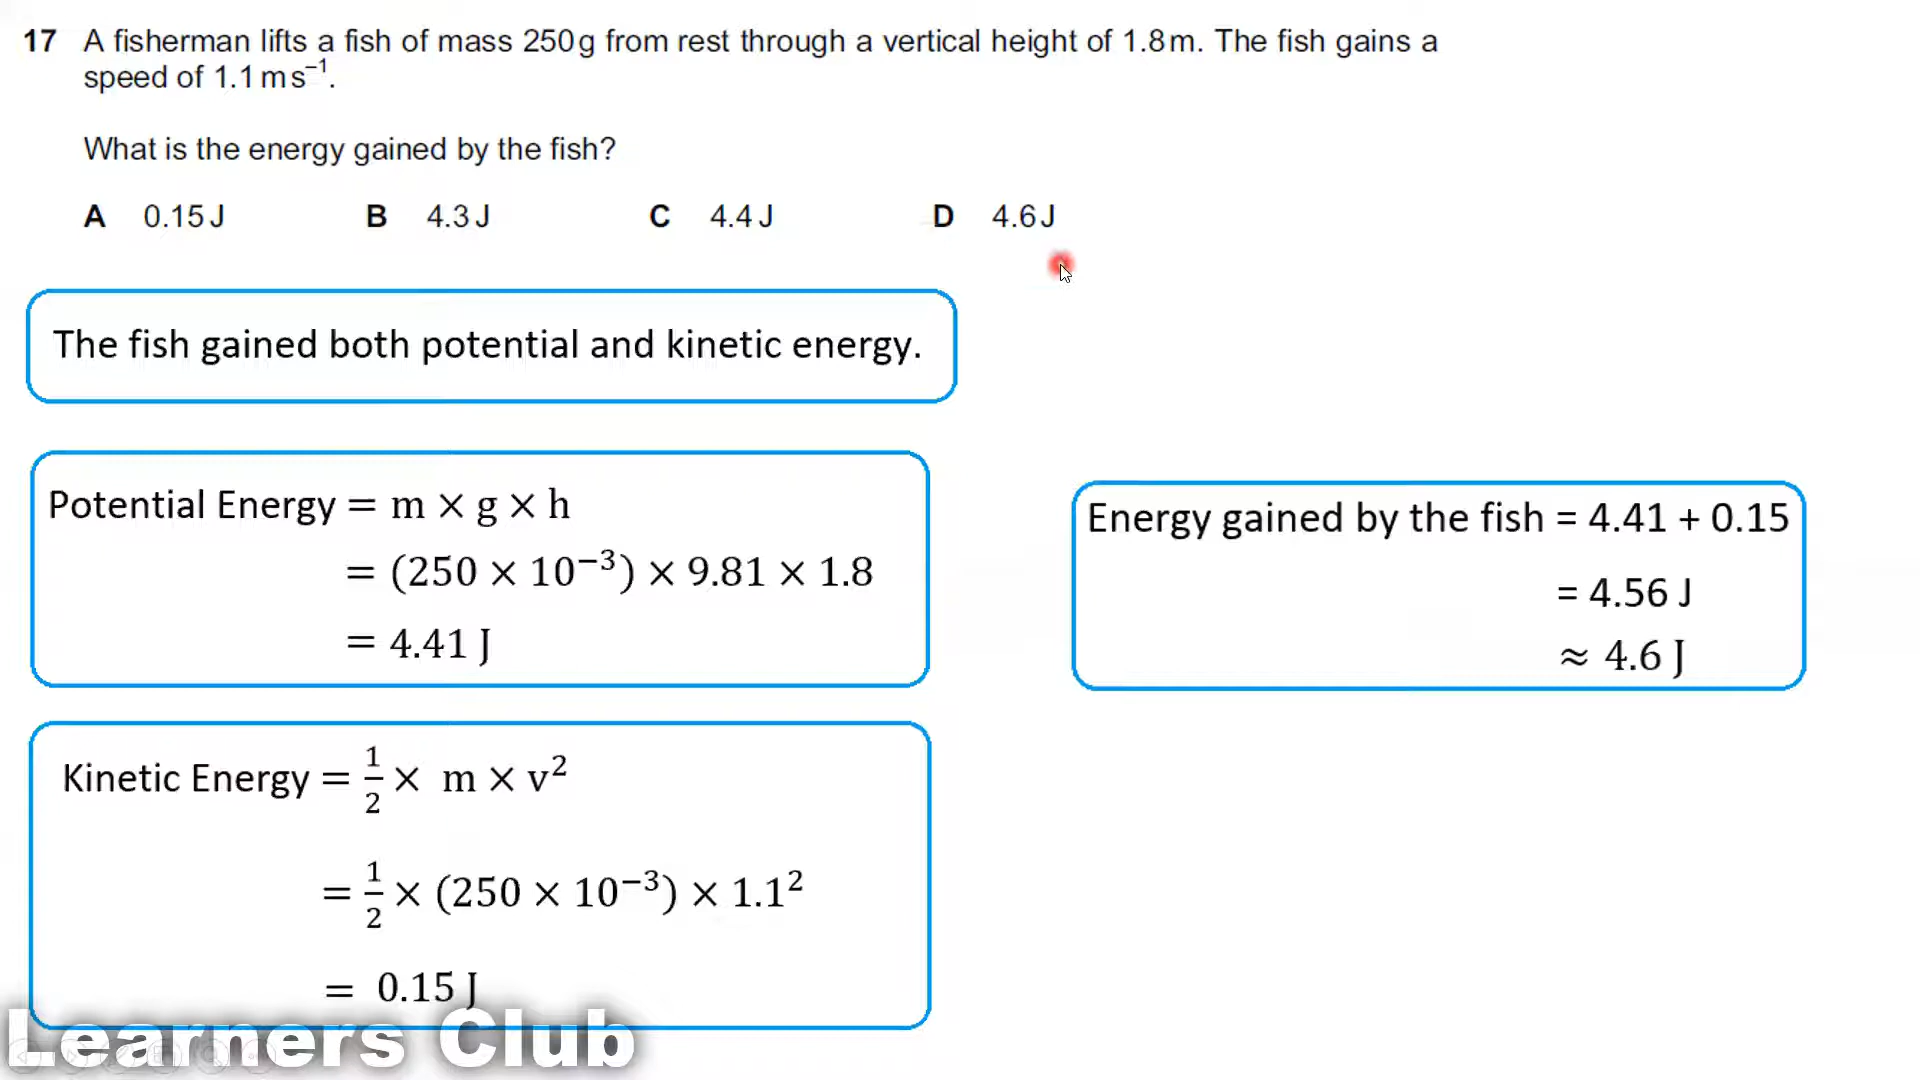 17 A fisherman lifts a fish of mass 250 g from rest through a vertical height of 1.8 m. The fish gains a
speed of 1.1 m s⁻¹.
What is the energy gained by the fish?
A 0.15 J B 4.3 J C 4.4 J D 4.6 J
The fish gained both potential and kinetic energy.
Potential Energy = m × g × h
= (250 × 10⁻³) × 9.81 × 1.8
= 4.41 J
Kinetic Energy = 1/2 × m × v²
= 1/2 × (250 × 10⁻³) × 1.1²
= 0.15 J
Energy gained by the fish = 4.41 + 0.15
= 4.56 J
≈ 4.6 J
Learners Club